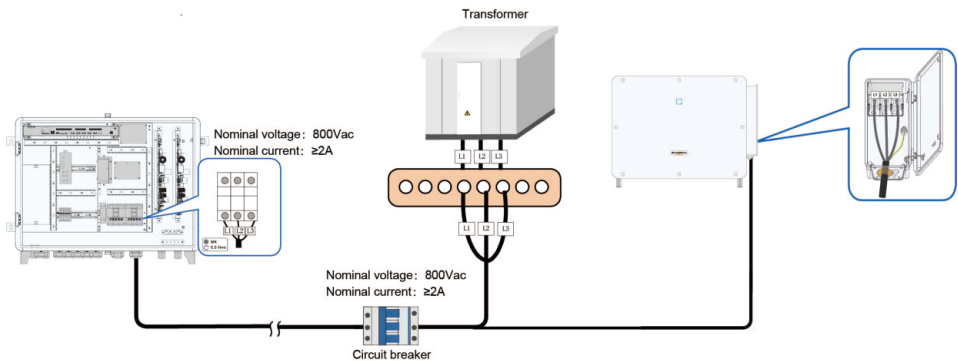 Transformer
Nominal voltage: 800Vac
Nominal current: ≥2A
L1 L2 L3
L1 L2 L3
L1 L2 L3
L1 L2 L3
M4
Nominal voltage: 800Vac
Nominal current: ≥2A
Circuit breaker